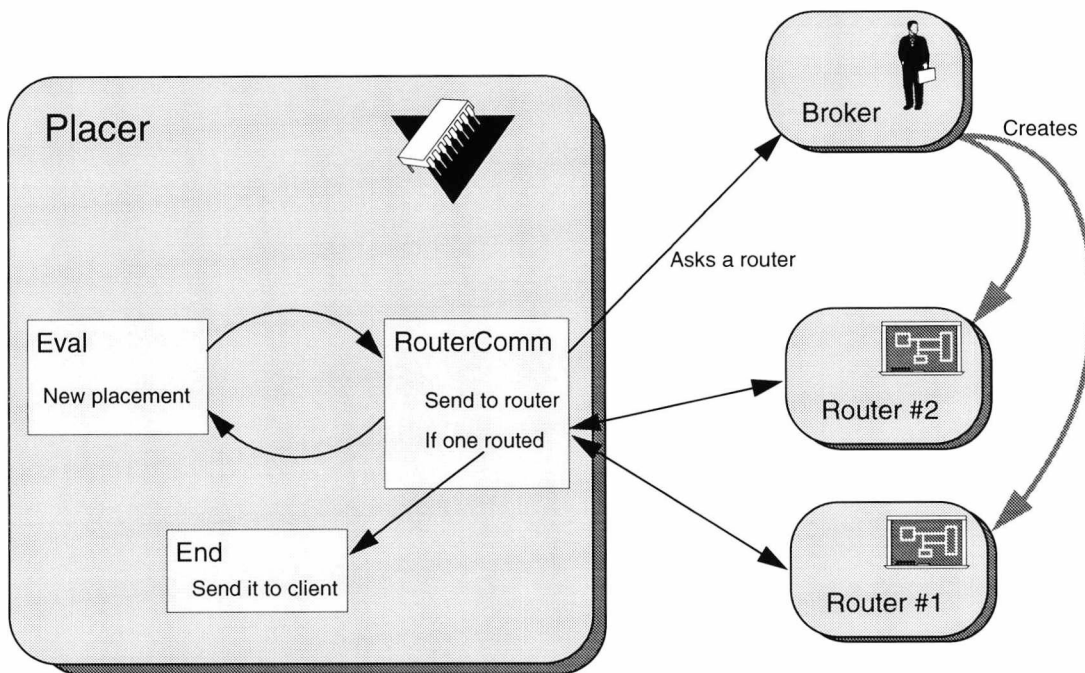 Placer
Broker
Creates
Asks a router
Eval
New placement
RouterComm
Send to router
If one routed
Router #2
End
Send it to client
Router #1